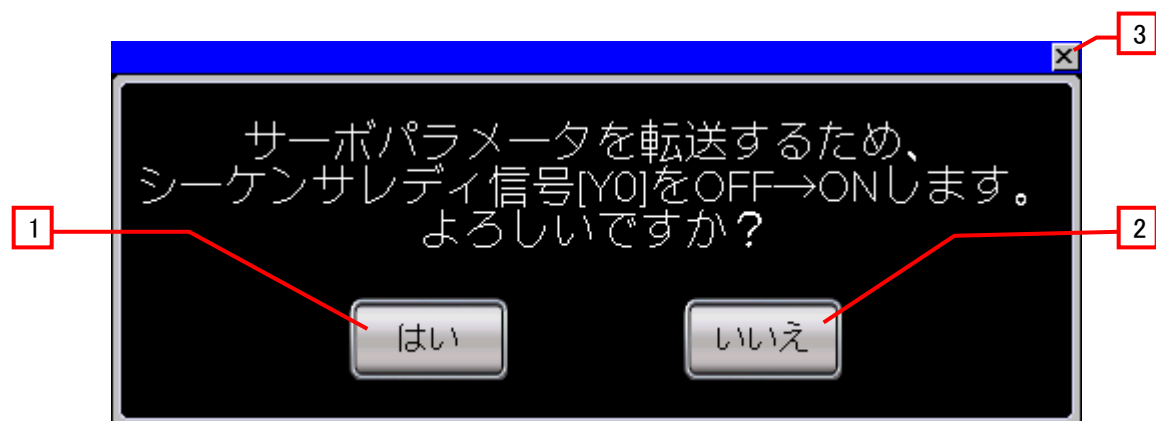 3
サーボパラメータを転送するため、
シーケンサレディ信号[Y0]をOFF→ONします。
よろしいですか？
1
2
はい
いいえ